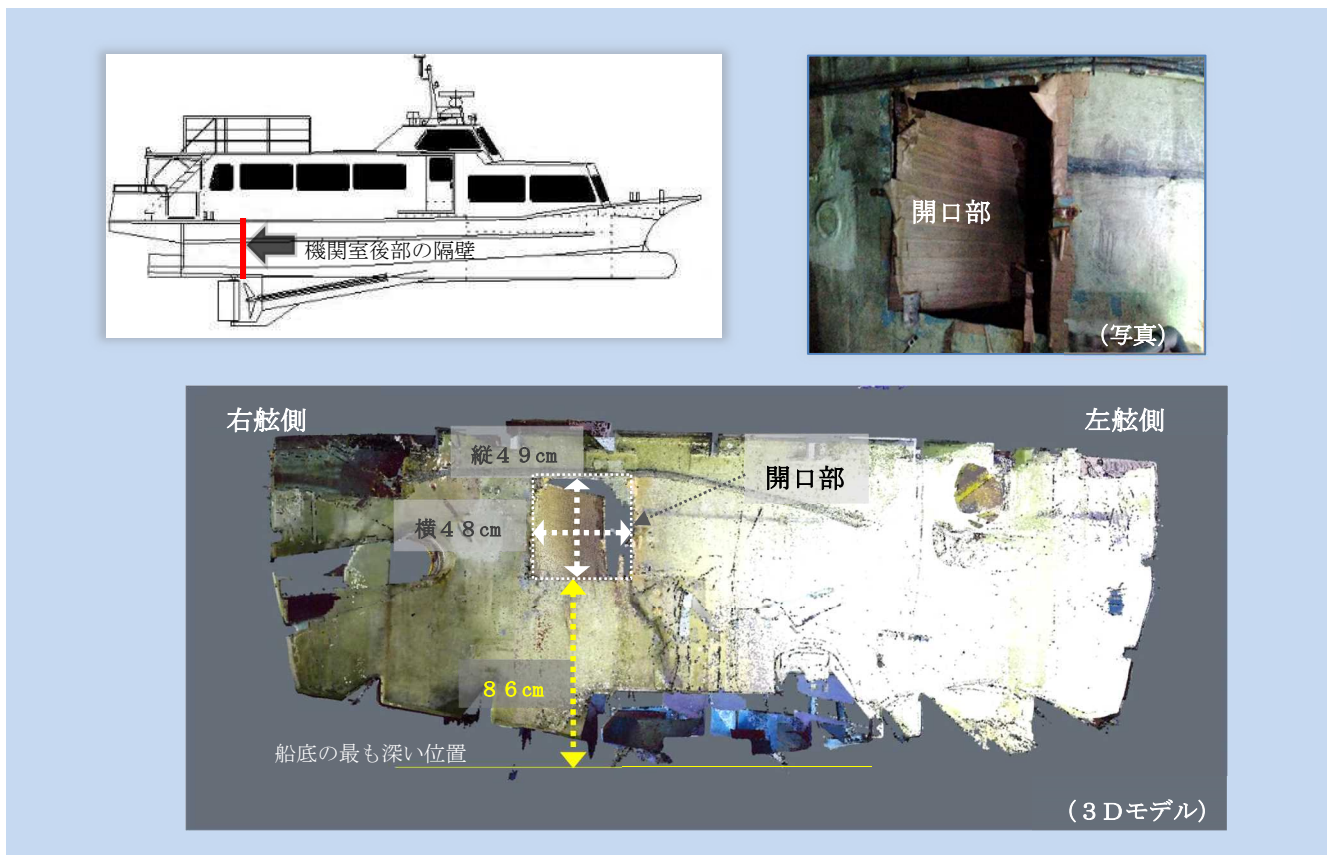 機関室後部の隔壁
開口部
(写真)
右舷側
左舷側
縦４９cm
開口部
横４８cm
８６cm
船底の最も深い位置
(３Ｄモデル)